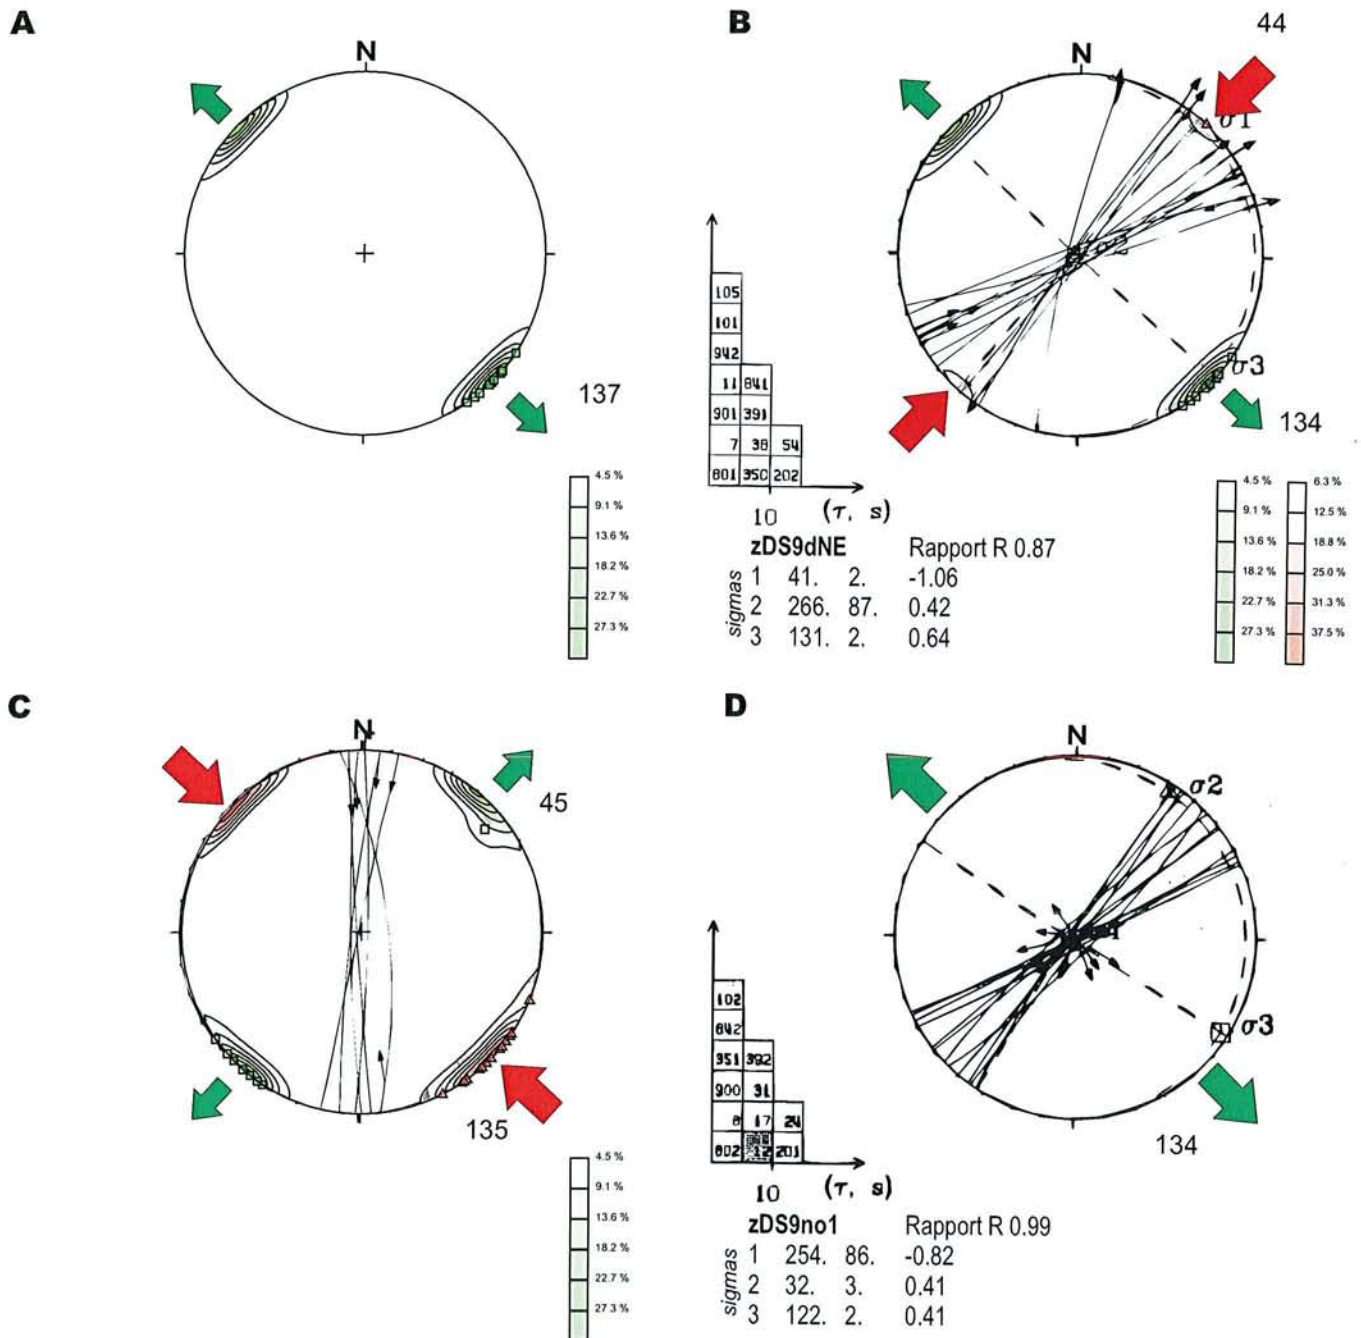 A
N
137
4.5 %
9.1 %
13.6 %
18.2 %
22.7 %
27.3 %
B
44
N
σ1
σ2
σ3
134
105
101
942
11 841
901 391
7 38 54
801 350 202
10 (τ, s)
zDS9dNE Rapport R 0.87
sigmas
1 41. 2. -1.06
2 266. 87. 0.42
3 131. 2. 0.64
4.5 % 6.3 %
9.1 % 12.5 %
13.6 % 18.8 %
18.2 % 25.0 %
22.7 % 31.3 %
27.3 % 37.5 %
C
N
45
135
4.5 %
9.1 %
13.6 %
18.2 %
22.7 %
27.3 %
D
N
σ2
σ3
134
102
842
351 392
900 31
8 17 24
802 12 201
10 (τ, s)
zDS9no1 Rapport R 0.99
sigmas
1 254. 86. -0.82
2 32. 3. 0.41
3 122. 2. 0.41